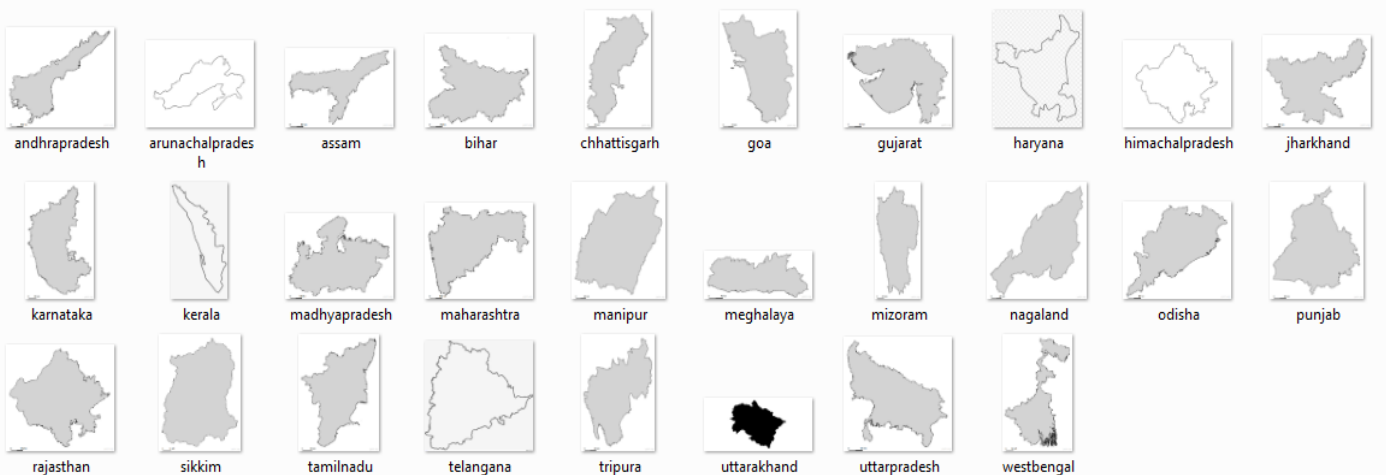 andhrapradesh
arunachalprades
h
assam
bihar
chhattisgarh
goa
gujarat
haryana
himachalpradesh
jharkhand
karnataka
kerala
madhyapradesh
maharashtra
manipur
meghalaya
mizoram
nagaland
odisha
punjab
rajasthan
sikkim
tamilnadu
telangana
tripura
uttarakhand
uttarpradesh
westbengal